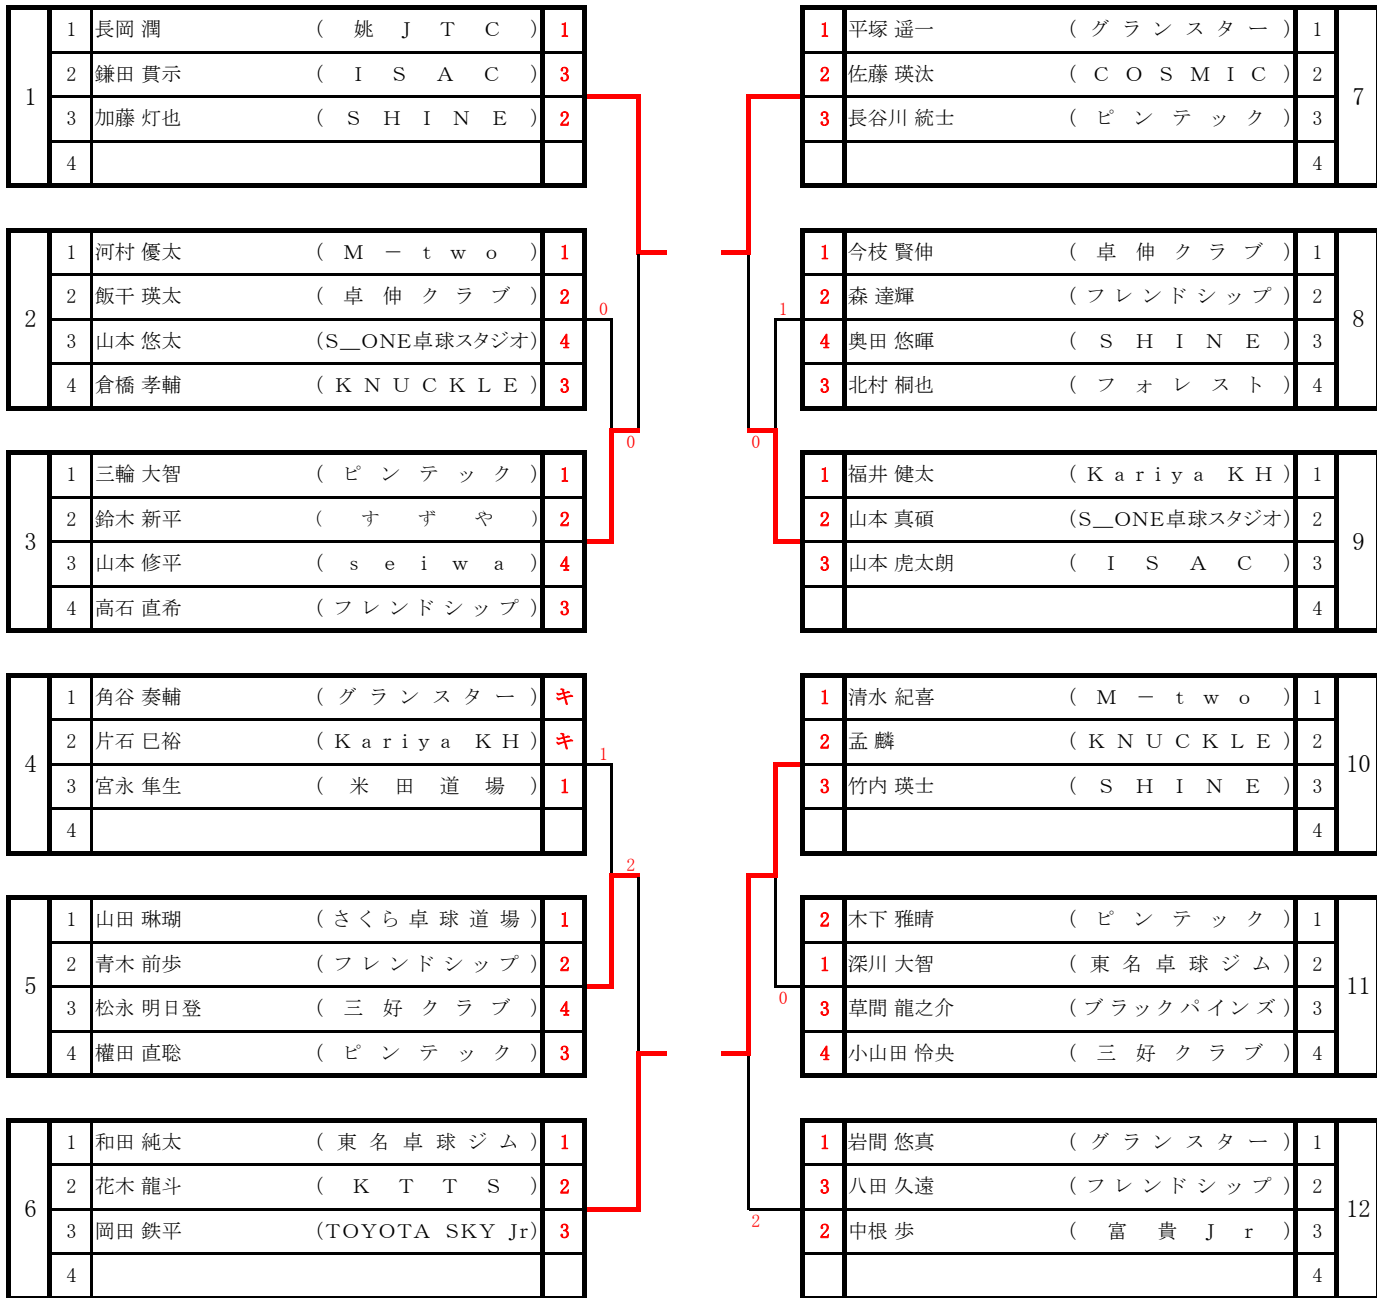 1
1 長岡 潤 ( 姚 J T C ) 1
2 鎌田 貫示 ( I S A C ) 3
3 加藤 灯也 ( S H I N E ) 2
4
2
1 河村 優太 ( M － t w o ) 1
2 飯干 瑛太 ( 卓 伸 ク ラ ブ ) 2
3 山本 悠太 (S__ONE卓球スタジオ) 4
4 倉橋 孝輔 ( K N U C K L E ) 3
0
0
3
1 三輪 大智 ( ピ ン テ ッ ク ) 1
2 鈴木 新平 ( す ず や ) 2
3 山本 修平 ( s e i w a ) 4
4 高石 直希 ( フ レ ン ド シ ッ プ ) 3
4
1 角谷 奏輔 ( グ ラ ン ス タ ー ) キ
2 片石 巳裕 ( K a r i y a K H ) キ
3 宮永 隼生 ( 米 田 道 場 ) 1
4
1
2
5
1 山田 琳瑚 ( さ く ら 卓 球 道 場 ) 1
2 青木 前歩 ( フ レ ン ド シ ッ プ ) 2
3 松永 明日登 ( 三 好 ク ラ ブ ) 4
4 權田 直聡 ( ピ ン テ ッ ク ) 3
6
1 和田 純太 ( 東 名 卓 球 ジ ム ) 1
2 花木 龍斗 ( K T T S ) 2
3 岡田 鉄平 (TOYOTA SKY Jr) 3
4
1 平塚 遥一 ( グ ラ ン ス タ ー ) 1
2 佐藤 瑛汰 ( C O S M I C ) 2
3 長谷川 統士 ( ピ ン テ ッ ク ) 3
4
7
1 今枝 賢伸 ( 卓 伸 ク ラ ブ ) 1
2 森 達輝 ( フ レ ン ド シ ッ プ ) 2
4 奥田 悠暉 ( S H I N E ) 3
3 北村 桐也 ( フ ォ レ ス ト ) 4
8
1
0
1 福井 健太 ( K a r i y a K H ) 1
2 山本 真碩 (S__ONE卓球スタジオ) 2
3 山本 虎太朗 ( I S A C ) 3
4
9
1 清水 紀喜 ( M － t w o ) 1
2 孟 麟 ( K N U C K L E ) 2
3 竹内 瑛士 ( S H I N E ) 3
4
10
2 木下 雅晴 ( ピ ン テ ッ ク ) 1
1 深川 大智 ( 東 名 卓 球 ジ ム ) 2
3 草間 龍之介 ( ブ ラ ッ ク パ イ ン ズ ) 3
4 小山田 怜央 ( 三 好 ク ラ ブ ) 4
11
0
1 岩間 悠真 ( グ ラ ン ス タ ー ) 1
3 八田 久遠 ( フ レ ン ド シ ッ プ ) 2
2 中根 歩 ( 富 貴 J r ) 3
4
12
2